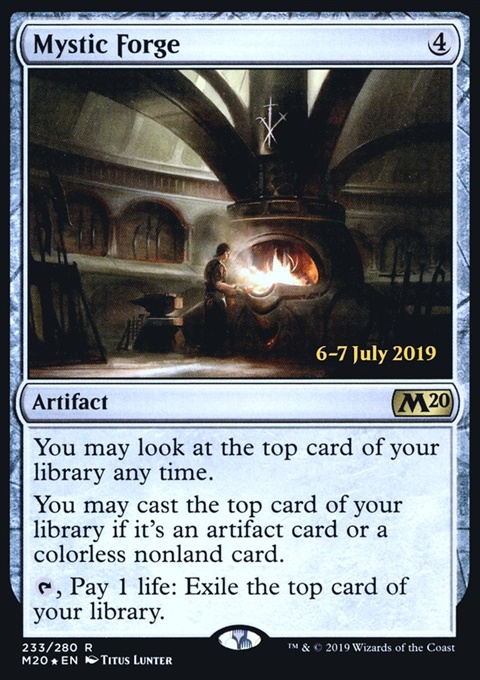 Mystic Forge 4
6–7 July 2019
Artifact M20
You may look at the top card of your
library any time.
You may cast the top card of your
library if it's an artifact card or a
colorless nonland card.
, Pay 1 life: Exile the top card of
your library.
233/280 R ™ & © 2019 Wizards of the Coast
M20★EN Titus Lunter